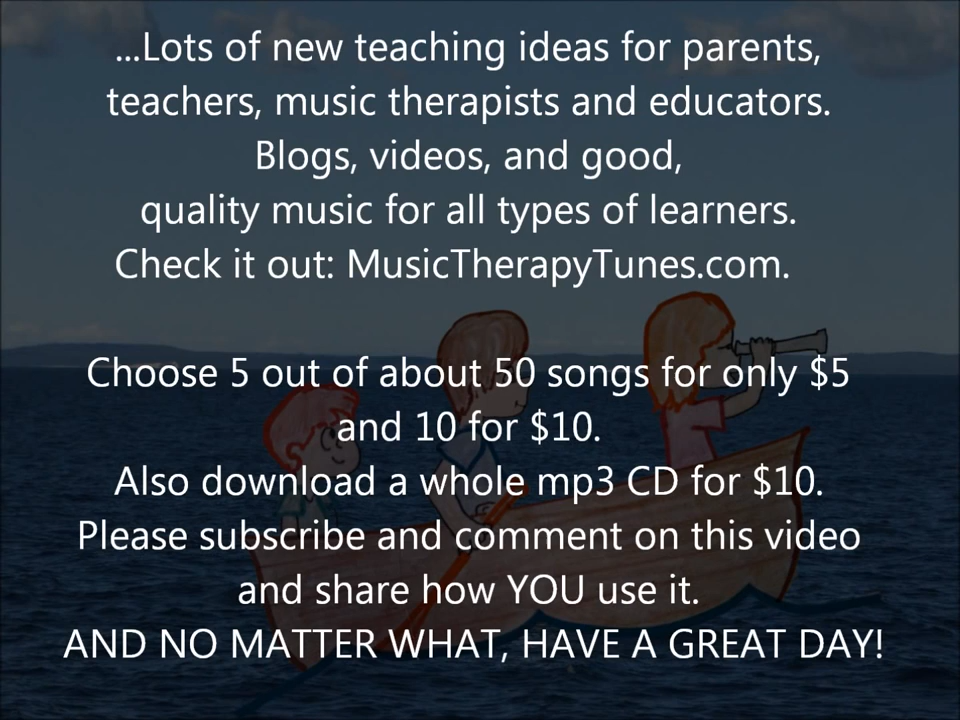 ...Lots of new teaching ideas for parents,
teachers, music therapists and educators.
Blogs, videos, and good,
quality music for all types of learners.
Check it out: MusicTherapyTunes.com.
Choose 5 out of about 50 songs for only $5
and 10 for $10.
Also download a whole mp3 CD for $10.
Please subscribe and comment on this video
and share how YOU use it.
AND NO MATTER WHAT, HAVE A GREAT DAY!